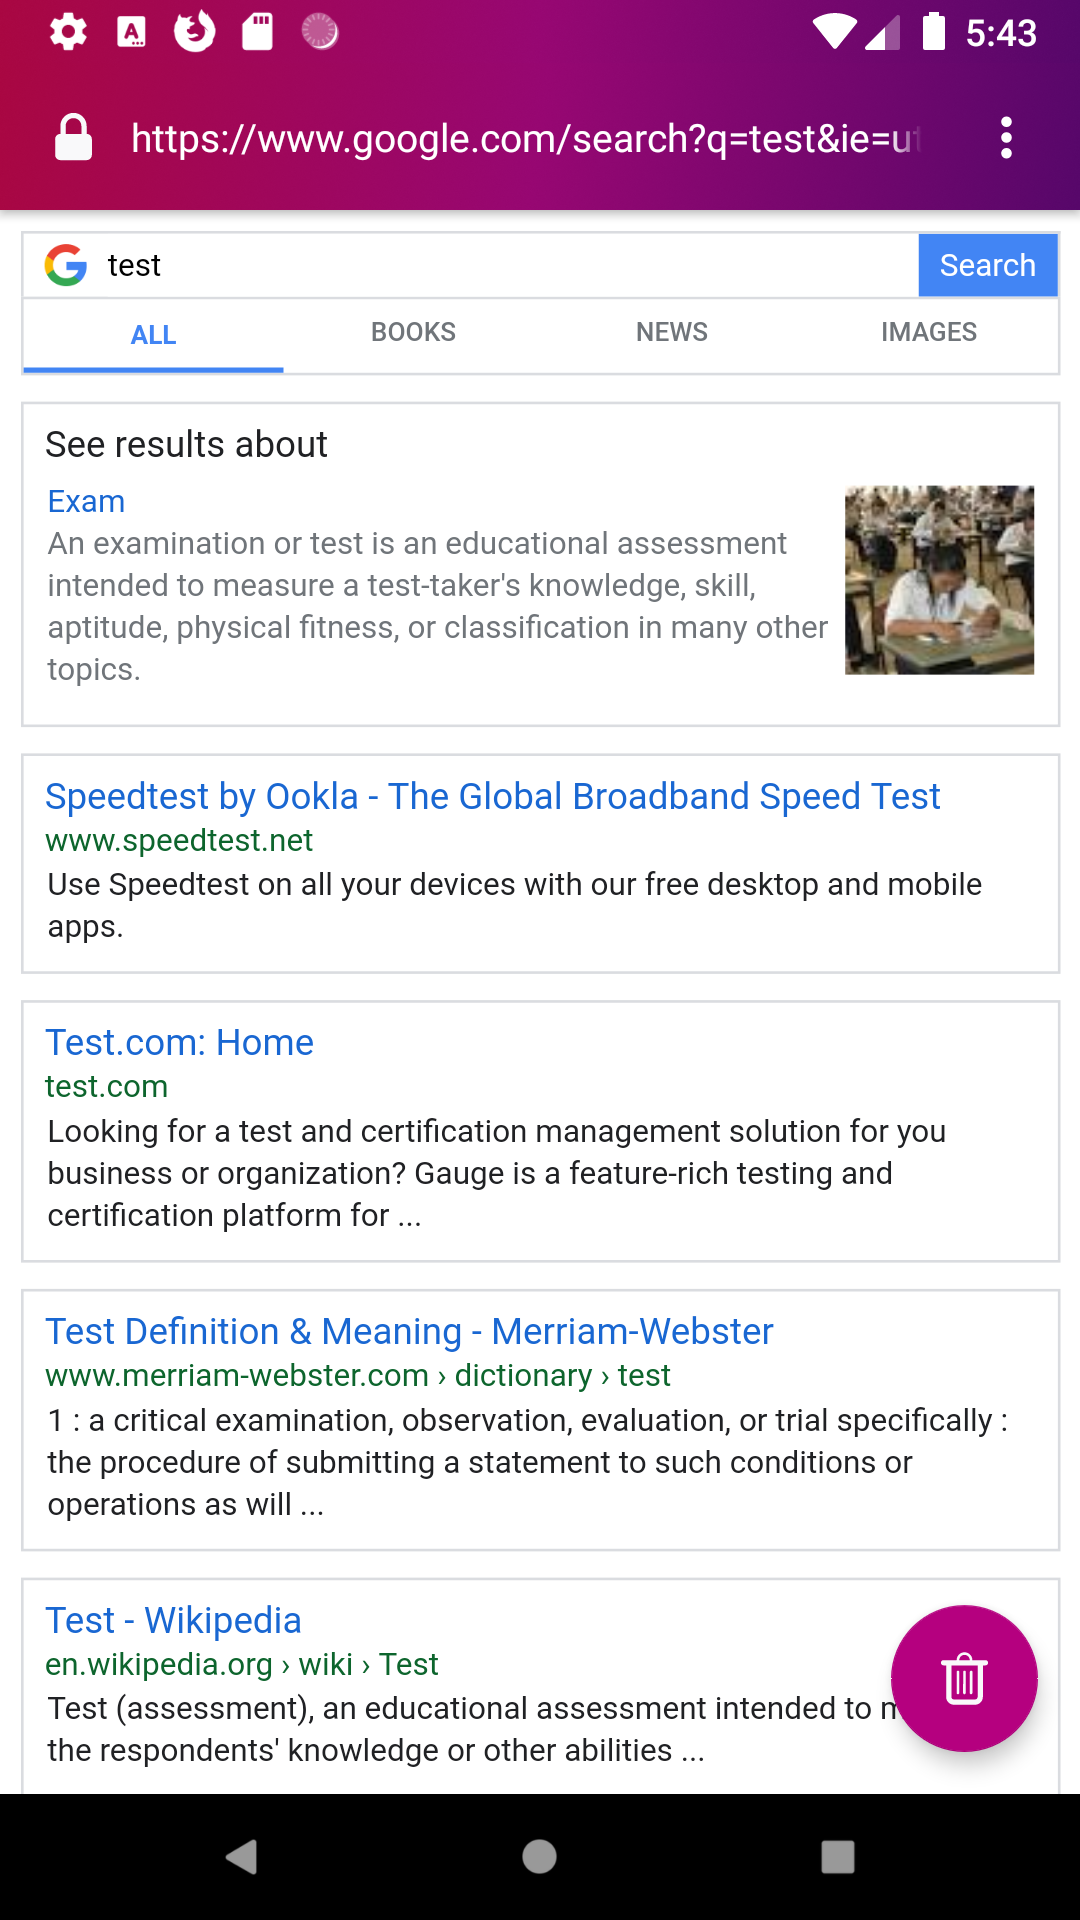 5:43
https://www.google.com/search?q=test&ie=u
test
Search
ALL BOOKS NEWS IMAGES
See results about
Exam
An examination or test is an educational assessment
intended to measure a test-taker's knowledge, skill,
aptitude, physical fitness, or classification in many other
topics.
Speedtest by Ookla - The Global Broadband Speed Test
www.speedtest.net
Use Speedtest on all your devices with our free desktop and mobile
apps.
Test.com: Home
test.com
Looking for a test and certification management solution for you
business or organization? Gauge is a feature-rich testing and
certification platform for ...
Test Definition & Meaning - Merriam-Webster
www.merriam-webster.com › dictionary › test
1 : a critical examination, observation, evaluation, or trial specifically :
the procedure of submitting a statement to such conditions or
operations as will ...
Test - Wikipedia
en.wikipedia.org › wiki › Test
Test (assessment), an educational assessment intended to
the respondents' knowledge or other abilities ...